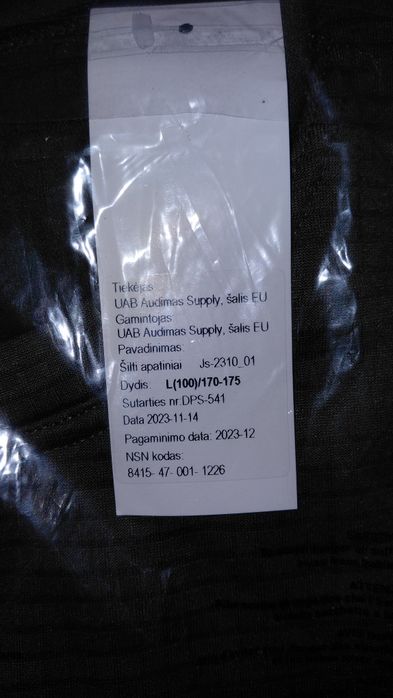 Tiekėjas
UAB Audimas Supply, šalis EU
Gamintojas:
UAB Audimas Supply, šalis EU
Pavadinimas:
Šilti apatiniai Js-2310_01
Dydis: L(100)/170-175
Sutarties nr.DPS-541
Data 2023-11-14
Pagaminimo data: 2023-12
NSN kodas:
8415- 47- 001- 1226